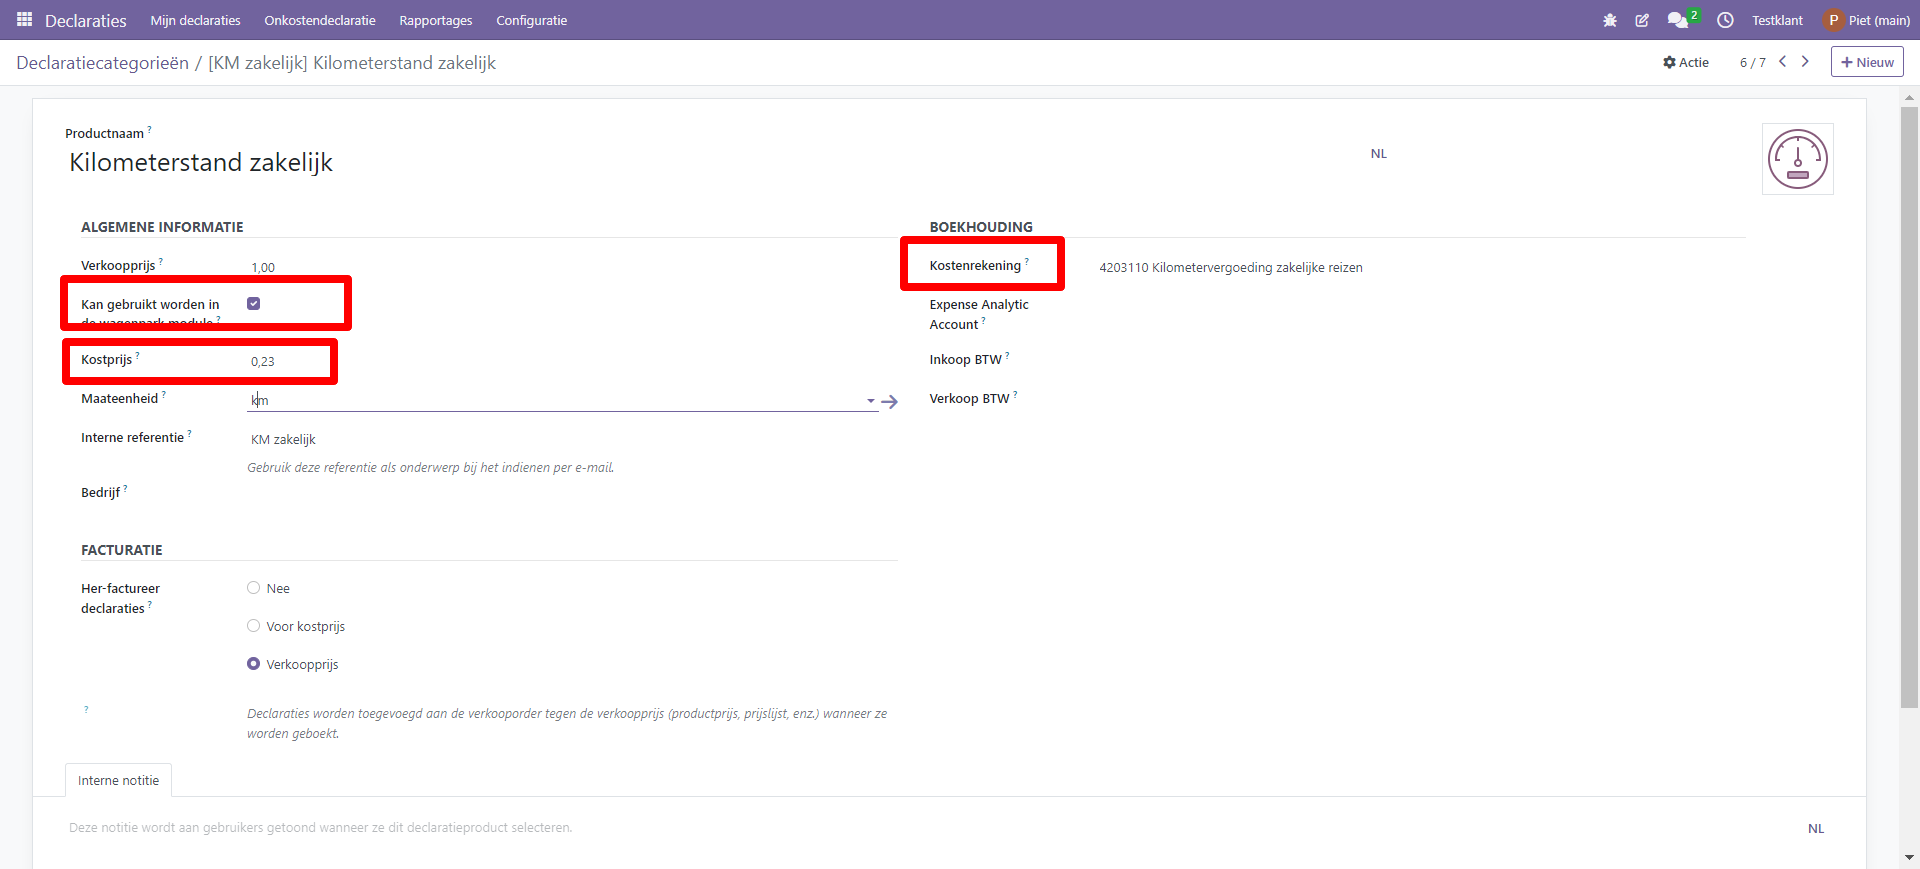 Declaraties Mijn declaraties Onkostendeclaratie Rapportages Configuratie 2 Testklant P Piet (main)
Declaratiecategorieën / [KM zakelijk] Kilometerstand zakelijk Actie 6 / 7 Nieuw
Productnaam ?
Kilometerstand zakelijk NL
ALGEMENE INFORMATIE
Verkoopprijs ? 1,00
Kan gebruikt worden in
de wagenpark module ?
Kostprijs ? 0,23
Maateenheid ? km
Interne referentie ? KM zakelijk
Gebruik deze referentie als onderwerp bij het indienen per e-mail.
Bedrijf ?
BOEKHOUDING
Kostenrekening ? 4203110 Kilometervergoeding zakelijke reizen
Expense Analytic
Account ?
Inkoop BTW ?
Verkoop BTW ?
FACTURATIE
Her-factureer
declaraties ?
Nee
Voor kostprijs
Verkoopprijs
? Declaraties worden toegevoegd aan de verkooporder tegen de verkoopprijs (productprijs, prijslijst, enz.) wanneer ze
worden geboekt.
Interne notitie
Deze notitie wordt aan gebruikers getoond wanneer ze dit declaratieproduct selecteren. NL